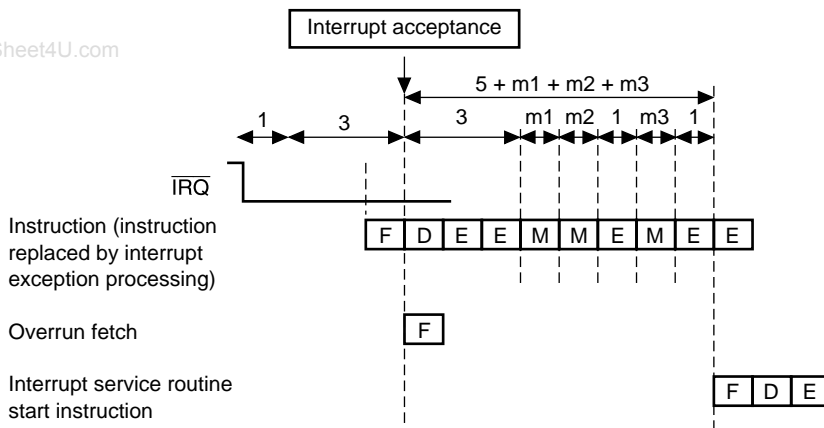 Interrupt acceptance
Sheet4U.com
5 + m1 + m2 + m3
1 3 3 m1 m2 1 m3 1
IRQ
Instruction (instruction
replaced by interrupt
exception processing)
F D E E M M E M E E
Overrun fetch
F
Interrupt service routine
start instruction
F D E